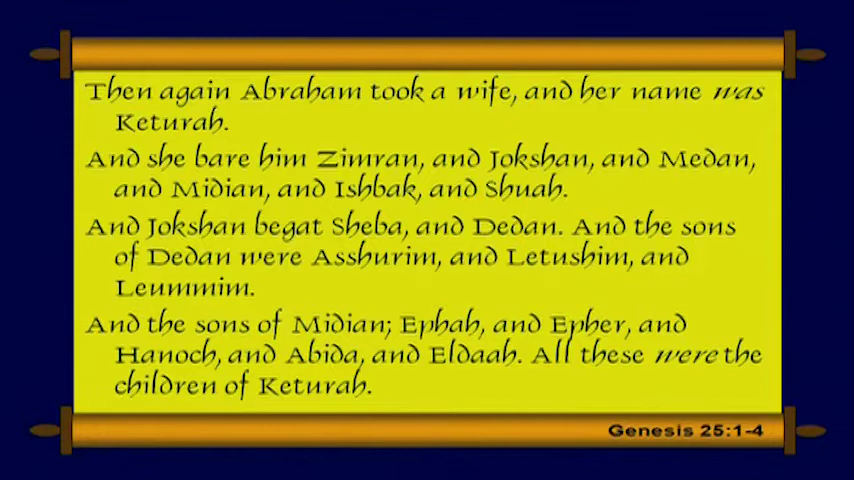 Then again Abraham took a wife, and her name was
Keturah.
And she bare him Zimran, and Jokshan, and Medan,
and Midian, and Ishbak, and Shuah.
And Jokshan begat Sheba, and Dedan. And the sons
of Dedan were Asshurim, and Letushim, and
Leummim.
And the sons of Midian; Ephah, and Epher, and
Hanoch, and Abida, and Eldaah. All these were the
children of Keturah.
Genesis 25:1-4